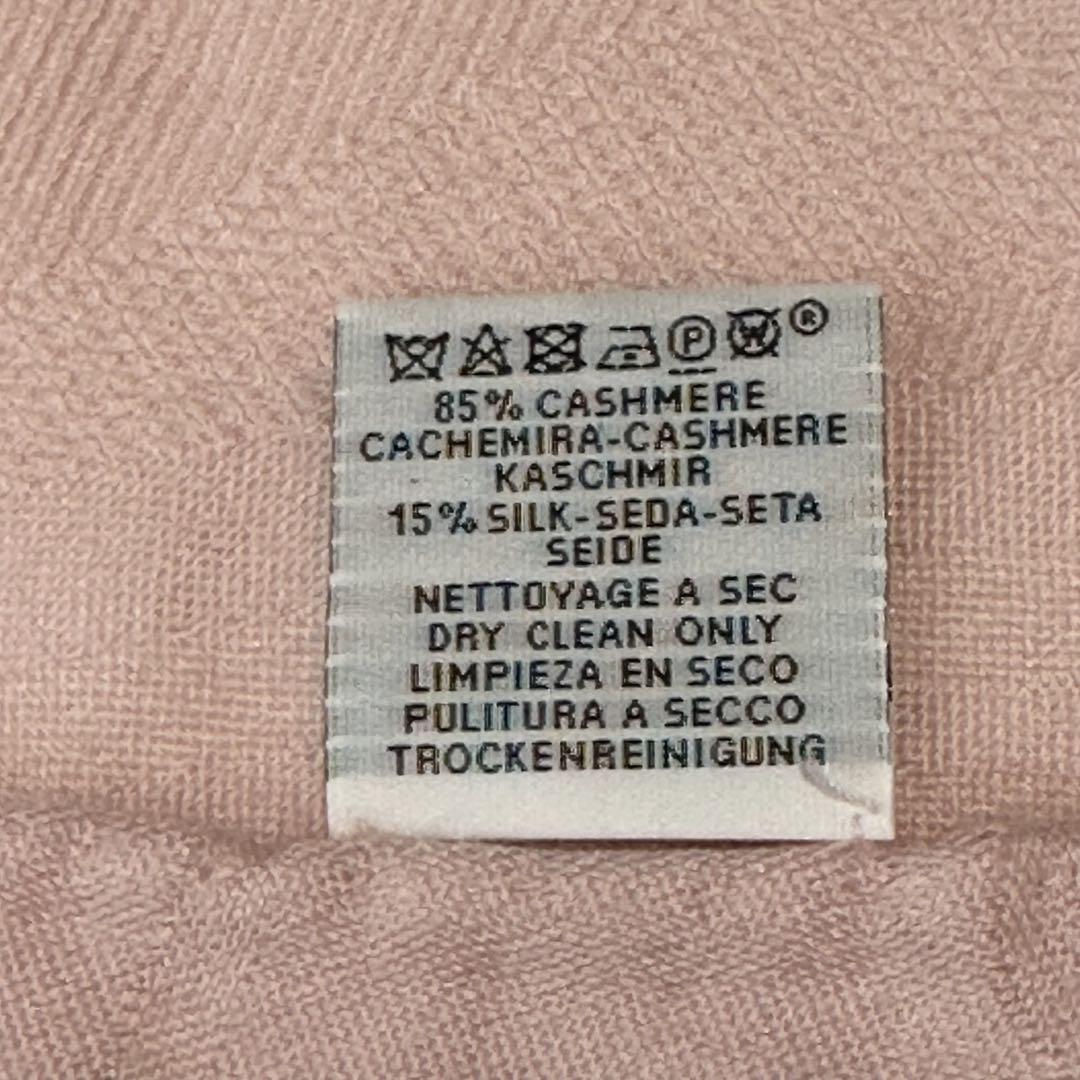 P W ®
85% CASHMERE
CACHEMIRA-CASHMERE
KASCHMIR
15% SILK-SEDA-SETA
SEIDE
NETTOYAGE A SEC
DRY CLEAN ONLY
LIMPIEZA EN SECO
PULITURA A SECCO
TROCKENREINIGUNG